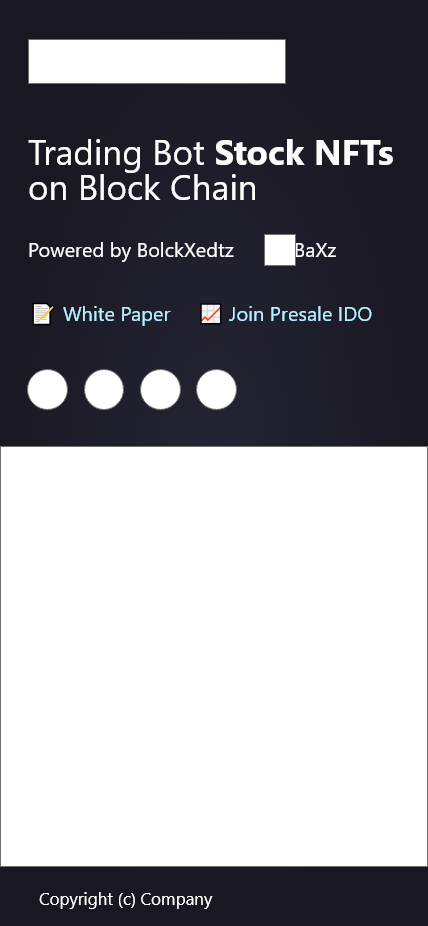 Trading Bot Stock NFTs
on Block Chain
Powered by BolckXedtz BaXz
White Paper Join Presale IDO
Copyright (c) Company